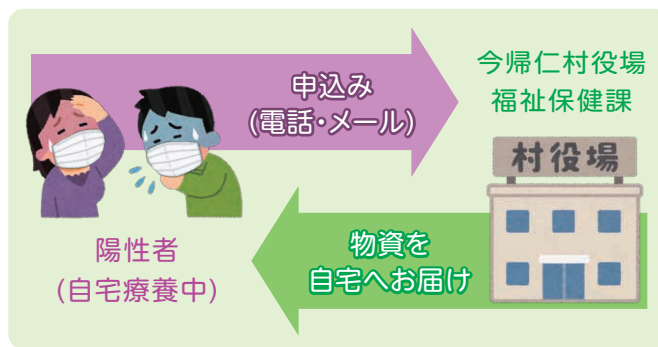 申込み
(電話・メール)
今帰仁村役場
福祉保健課
村役場
陽性者
(自宅療養中)
物資を
自宅へお届け